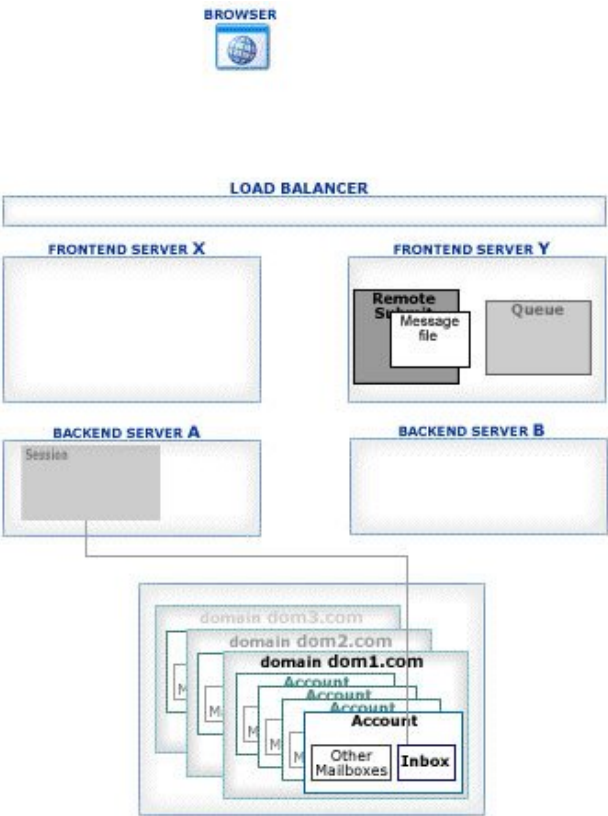 BROWSER
LOAD BALANCER
FRONTEND SERVER X
FRONTEND SERVER Y
Remote
Message
file
Queue
BACKEND SERVER A
BACKEND SERVER B
Session
domain dom3.com
domain dom2.com
domain dom1.com
Account
Account
Account
Account
M
M
M
M
M
Other
Mailboxes
Inbox